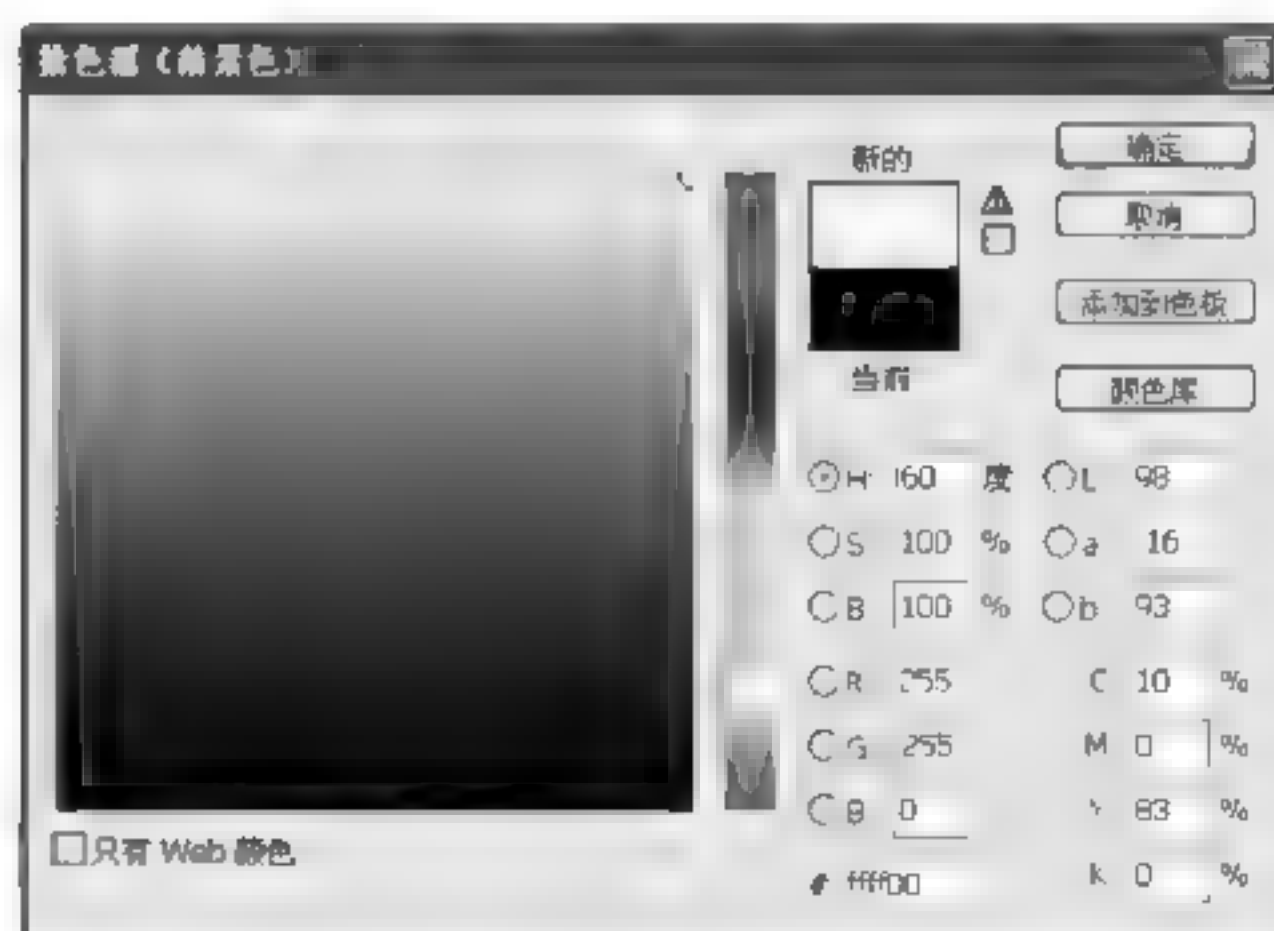 拾色器（前景色）
确定
新的
取消
添加到色板
当前
颜色库
H: 60 度 L 98
S 100 % a 16
B 100 % b 93
R 255 C 10 %
G 255 M 0 %
B 0 Y 83 %
只有 Web 颜色
# ffff00 K 0 %